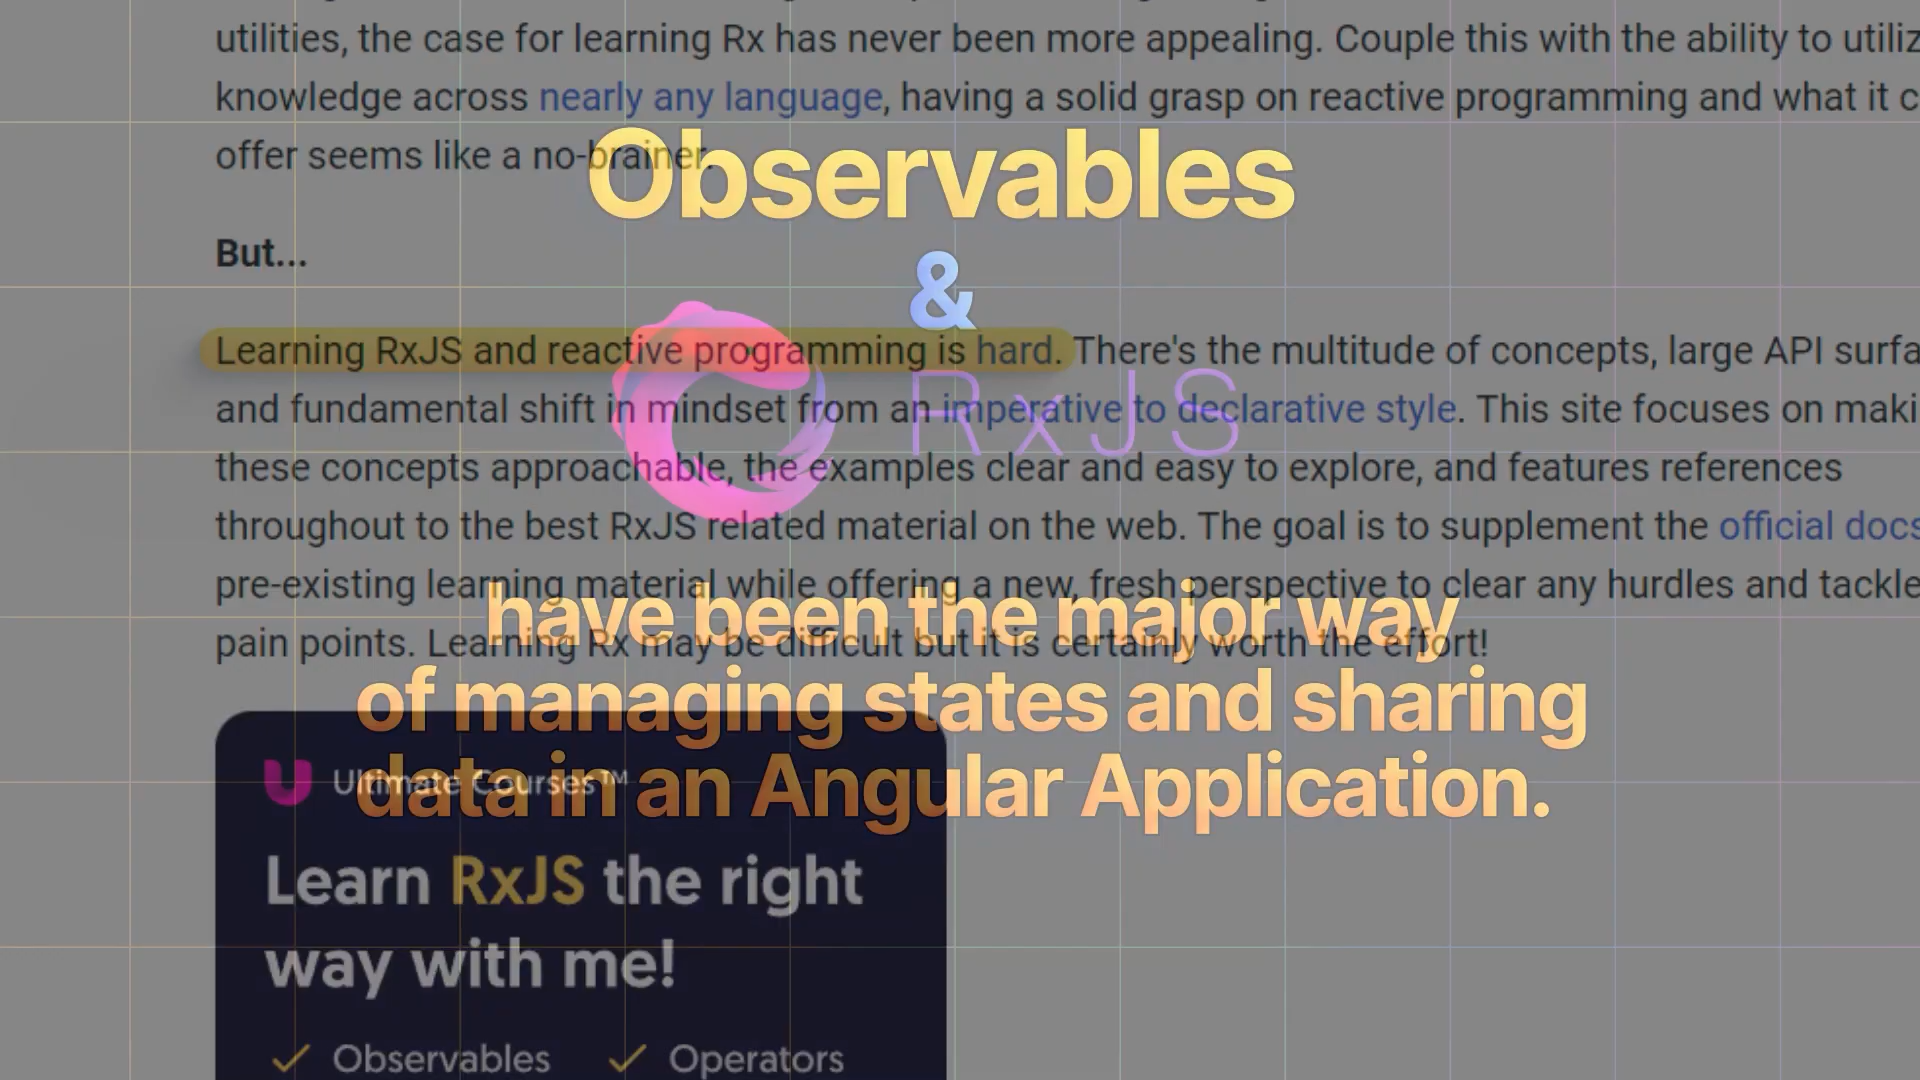 utilities, the case for learning Rx has never been more appealing. Couple this with the ability to utiliz
knowledge across nearly any language, having a solid grasp on reactive programming and what it c
offer seems like a no-brainer.
Observables
&
RxJS
But...
Learning RxJS and reactive programming is hard. There's the multitude of concepts, large API surfa
and fundamental shift in mindset from an imperative to declarative style. This site focuses on maki
these concepts approachable, the examples clear and easy to explore, and features references
throughout to the best RxJS related material on the web. The goal is to supplement the official docs
pre-existing learning material while offering a new, fresh perspective to clear any hurdles and tackle
pain points. Learning Rx may be difficult but it is certainly worth the effort!
have been the major way
of managing states and sharing
data in an Angular Application.
Ultimate Courses™
Learn RxJS the right
way with me!
Observables Operators